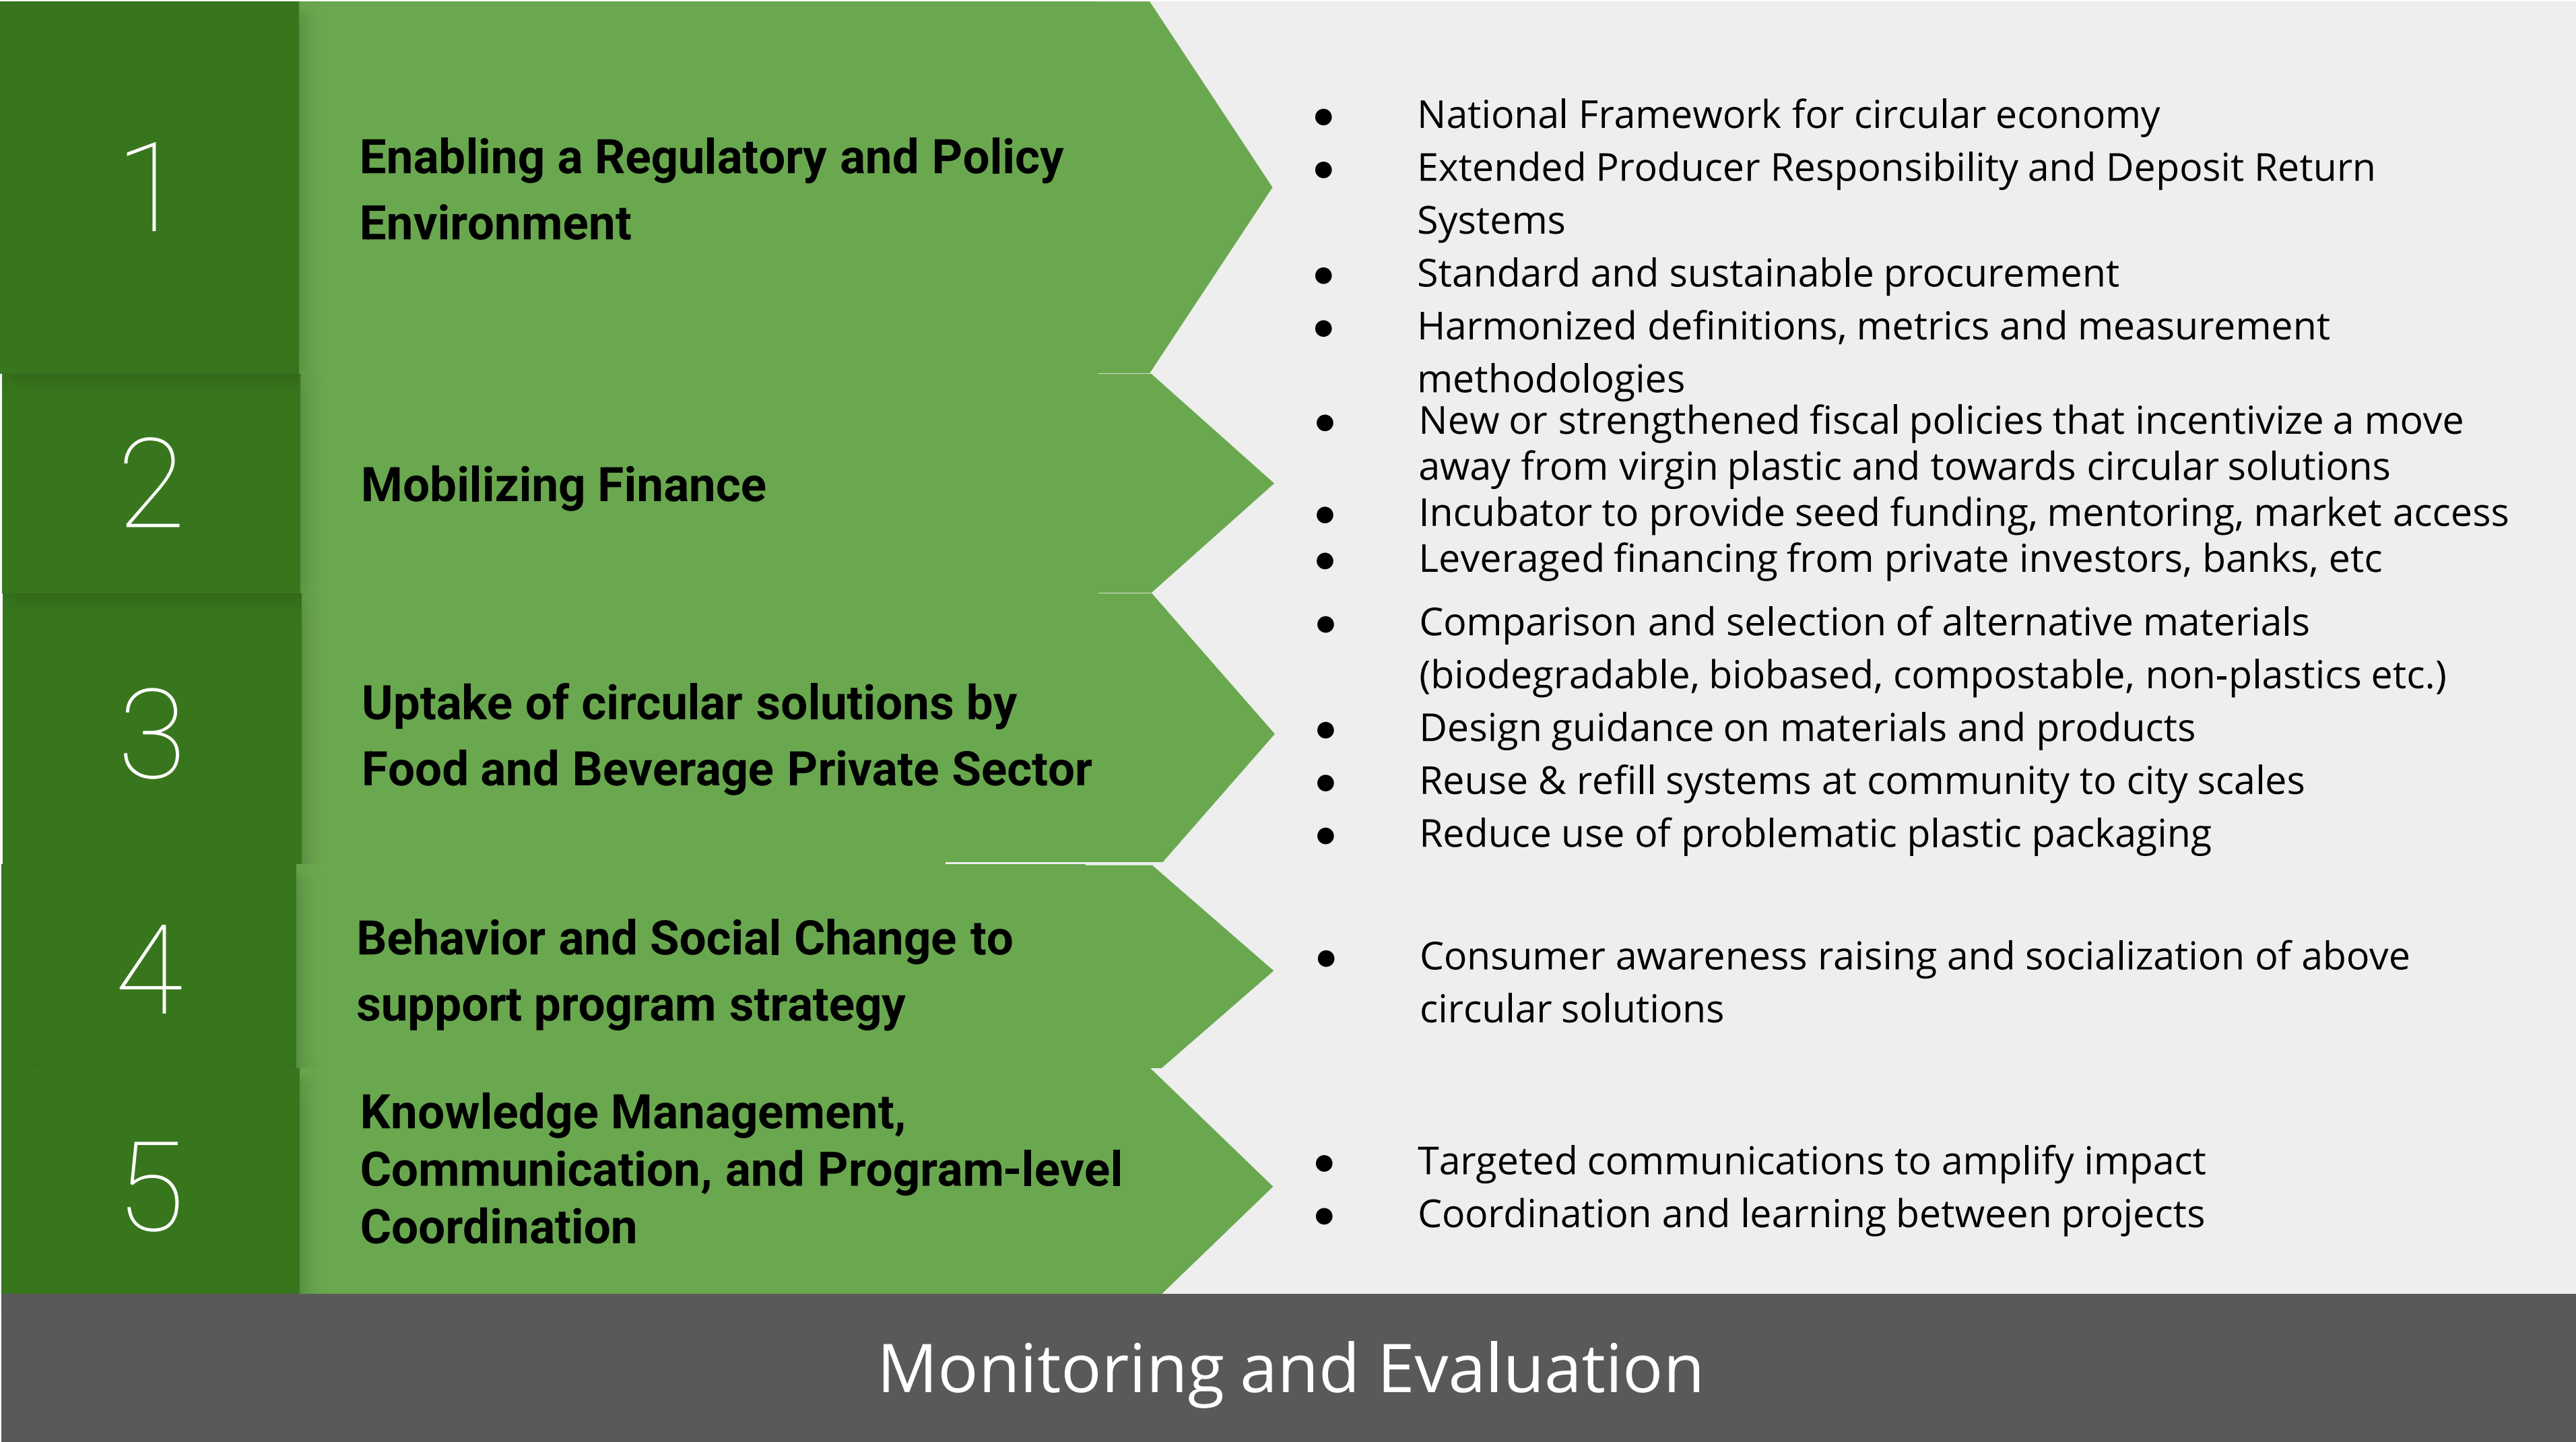 1
Enabling a Regulatory and Policy
Environment
● National Framework for circular economy
● Extended Producer Responsibility and Deposit Return
Systems
● Standard and sustainable procurement
● Harmonized definitions, metrics and measurement
methodologies
2
Mobilizing Finance
● New or strengthened fiscal policies that incentivize a move
away from virgin plastic and towards circular solutions
● Incubator to provide seed funding, mentoring, market access
● Leveraged financing from private investors, banks, etc
3
Uptake of circular solutions by
Food and Beverage Private Sector
● Comparison and selection of alternative materials
(biodegradable, biobased, compostable, non-plastics etc.)
● Design guidance on materials and products
● Reuse & refill systems at community to city scales
● Reduce use of problematic plastic packaging
4
Behavior and Social Change to
support program strategy
● Consumer awareness raising and socialization of above
circular solutions
5
Knowledge Management,
Communication, and Program-level
Coordination
● Targeted communications to amplify impact
● Coordination and learning between projects
Monitoring and Evaluation